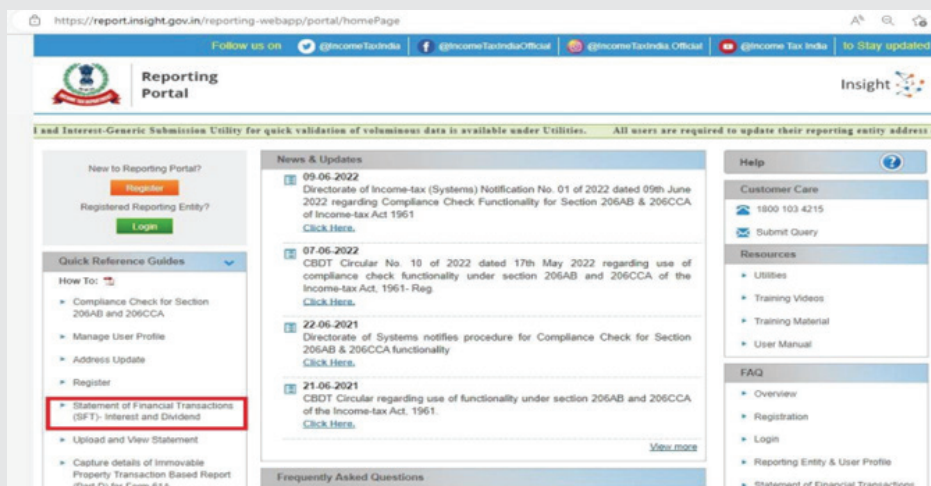 https://report.insight.gov.in/reporting-webapp/portal/homePage
Follow us on @IncomeTaxIndia @IncomeTaxIndiaOfficial @IncomeTaxIndia.Official @Income Tax India to Stay updated
Reporting
Portal
Insight
l and Interest-Generic Submission Utility for quick validation of voluminous data is available under Utilities. All users are required to update their reporting entity address
New to Reporting Portal?
Register
Registered Reporting Entity?
Login
Quick Reference Guides
How To:
Compliance Check for Section
206AB and 206CCA
Manage User Profile
Address Update
Register
Statement of Financial Transactions
(SFT)- Interest and Dividend
Upload and View Statement
Capture details of Immovable
Property Transaction Based Report
(Part D) for Form 61A
News & Updates
09-06-2022
Directorate of Income-tax (Systems) Notification No. 01 of 2022 dated 09th June
2022 regarding Compliance Check Functionality for Section 206AB & 206CCA
of Income-tax Act 1961
Click Here.
07-06-2022
CBDT Circular No. 10 of 2022 dated 17th May 2022 regarding use of
compliance check functionality under section 206AB and 206CCA of the
Income-tax Act, 1961- Reg.
Click Here.
22-06-2021
Directorate of Systems notifies procedure for Compliance Check for Section
206AB & 206CCA functionality
Click Here.
21-06-2021
CBDT Circular regarding use of functionality under section 206AB and 206CCA
of the Income-tax Act, 1961.
Click Here.
View more
Frequently Asked Questions
Help
?
Customer Care
1800 103 4215
Submit Query
Resources
Utilities
Training Videos
Training Material
User Manual
FAQ
Overview
Registration
Login
Reporting Entity & User Profile
Statement of Financial Transactions